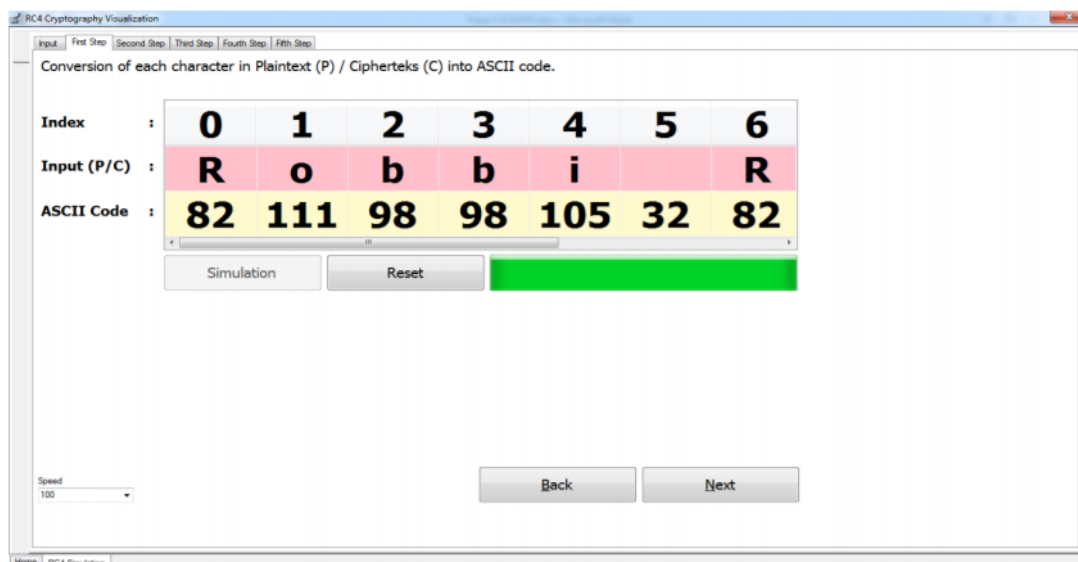 RC4 Cryptography Visualization
Input First Step Second Step Third Step Fourth Step Fifth Step
Conversion of each character in Plaintext (P) / Cipherteks (C) into ASCII code.
Index : 0 1 2 3 4 5 6
Input (P/C) : R o b b i R
ASCII Code : 82 111 98 98 105 32 82
Simulation Reset
Speed
100
Back Next
Home RC4 Simulation